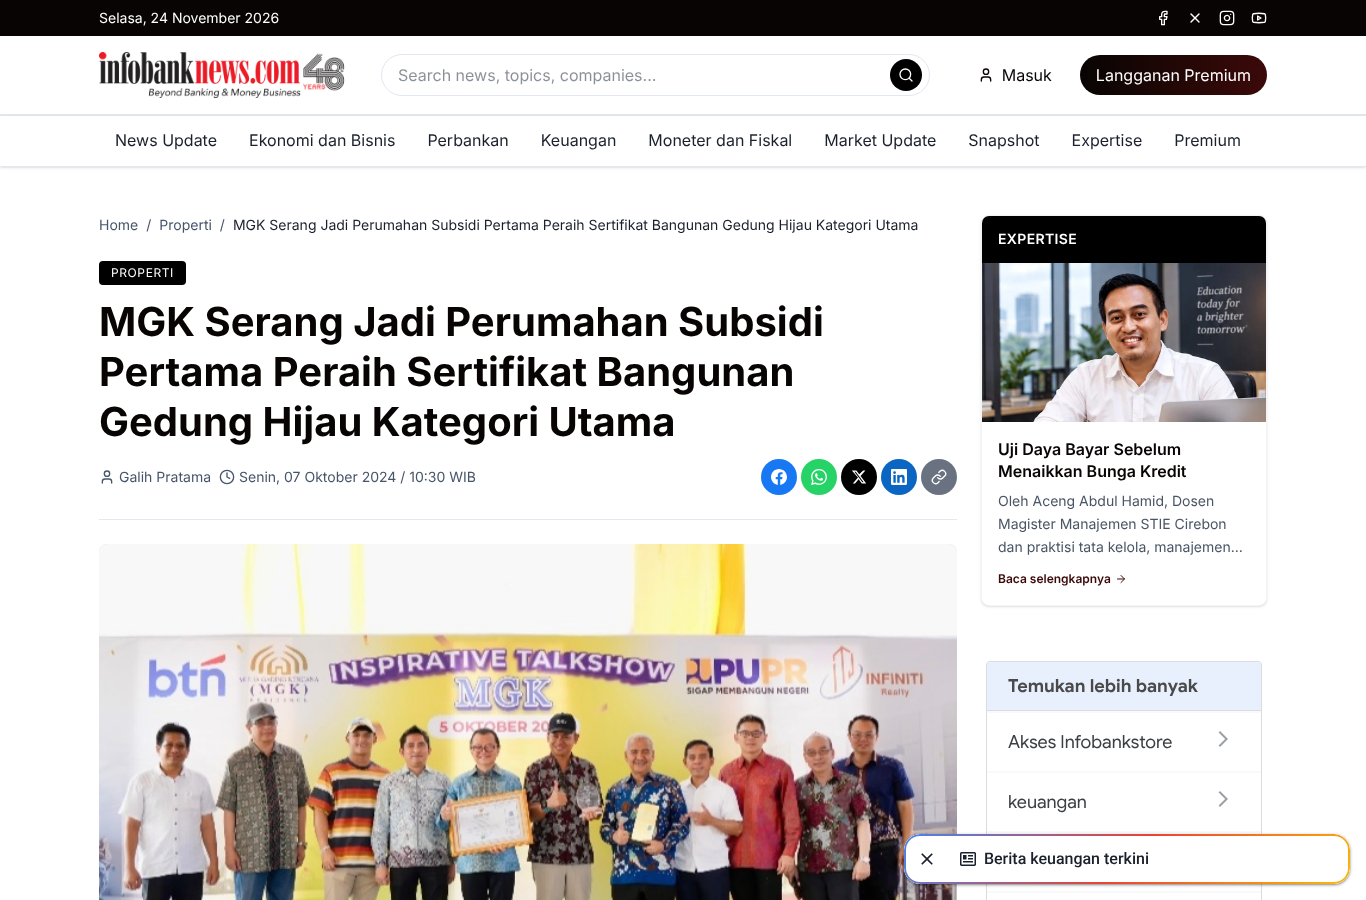 Selasa, 24 November 2026
infobanknews.com 48 YEARS
Beyond Banking & Money Business
Search news, topics, companies...
Masuk
Langganan Premium
News Update
Ekonomi dan Bisnis
Perbankan
Keuangan
Moneter dan Fiskal
Market Update
Snapshot
Expertise
Premium
Home / Properti / MGK Serang Jadi Perumahan Subsidi Pertama Peraih Sertifikat Bangunan Gedung Hijau Kategori Utama
PROPERTI
MGK Serang Jadi Perumahan Subsidi
Pertama Peraih Sertifikat Bangunan
Gedung Hijau Kategori Utama
Galih Pratama
Senin, 07 Oktober 2024 / 10:30 WIB
btn
(MGK)
INSPIRATIVE TALKSHOW
MGK
5 OKTOBER 20
PUPR
SIGAP MEMBANGUN NEGERI
INFINITI
Realty
EXPERTISE
Education
today for
a brighter
tomorrow
Uji Daya Bayar Sebelum
Menaikkan Bunga Kredit
Oleh Aceng Abdul Hamid, Dosen
Magister Manajemen STIE Cirebon
dan praktisi tata kelola, manajemen...
Baca selengkapnya →
Temukan lebih banyak
Akses Infobankstore
keuangan
Berita keuangan terkini